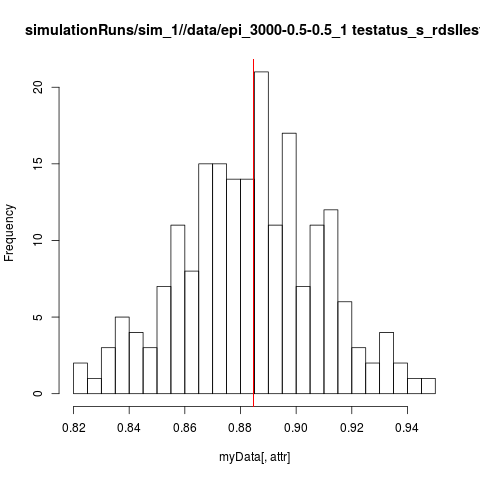 simulationRuns/sim_1//data/epi_3000-0.5-0.5_1 testatus_s_rdsllest
Frequency
20
15
10
5
0
0.82 0.84 0.86 0.88 0.90 0.92 0.94
myData[, attr]